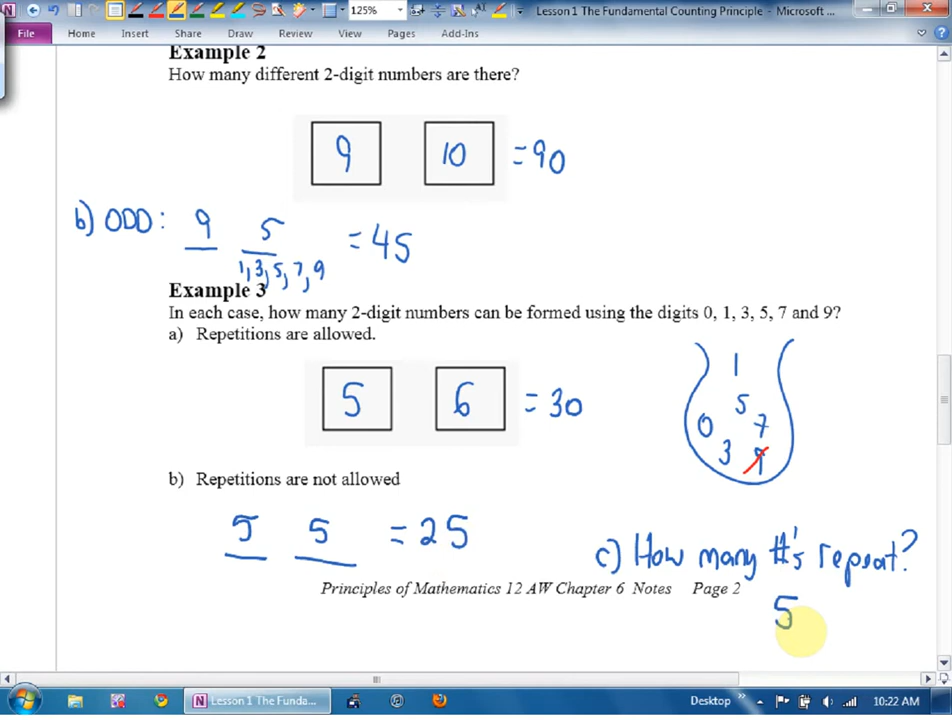 Lesson 1 The Fundamental Counting Principle - Microsoft ...
125%
File Home Insert Share Draw Review View Pages Add-Ins
Example 2
How many different 2-digit numbers are there?
9 10 =90
b) ODD: 9 5 =45
1,3,5,7,9
Example 3
In each case, how many 2-digit numbers can be formed using the digits 0, 1, 3, 5, 7 and 9?
a) Repetitions are allowed.
1
5 6 =30
5
0 7
3 9
b) Repetitions are not allowed
5 5 =25
c) How many #'s repeat?
Principles of Mathematics 12 AW Chapter 6 Notes Page 2
5
Lesson 1 The Funda...
Desktop
10:22 AM